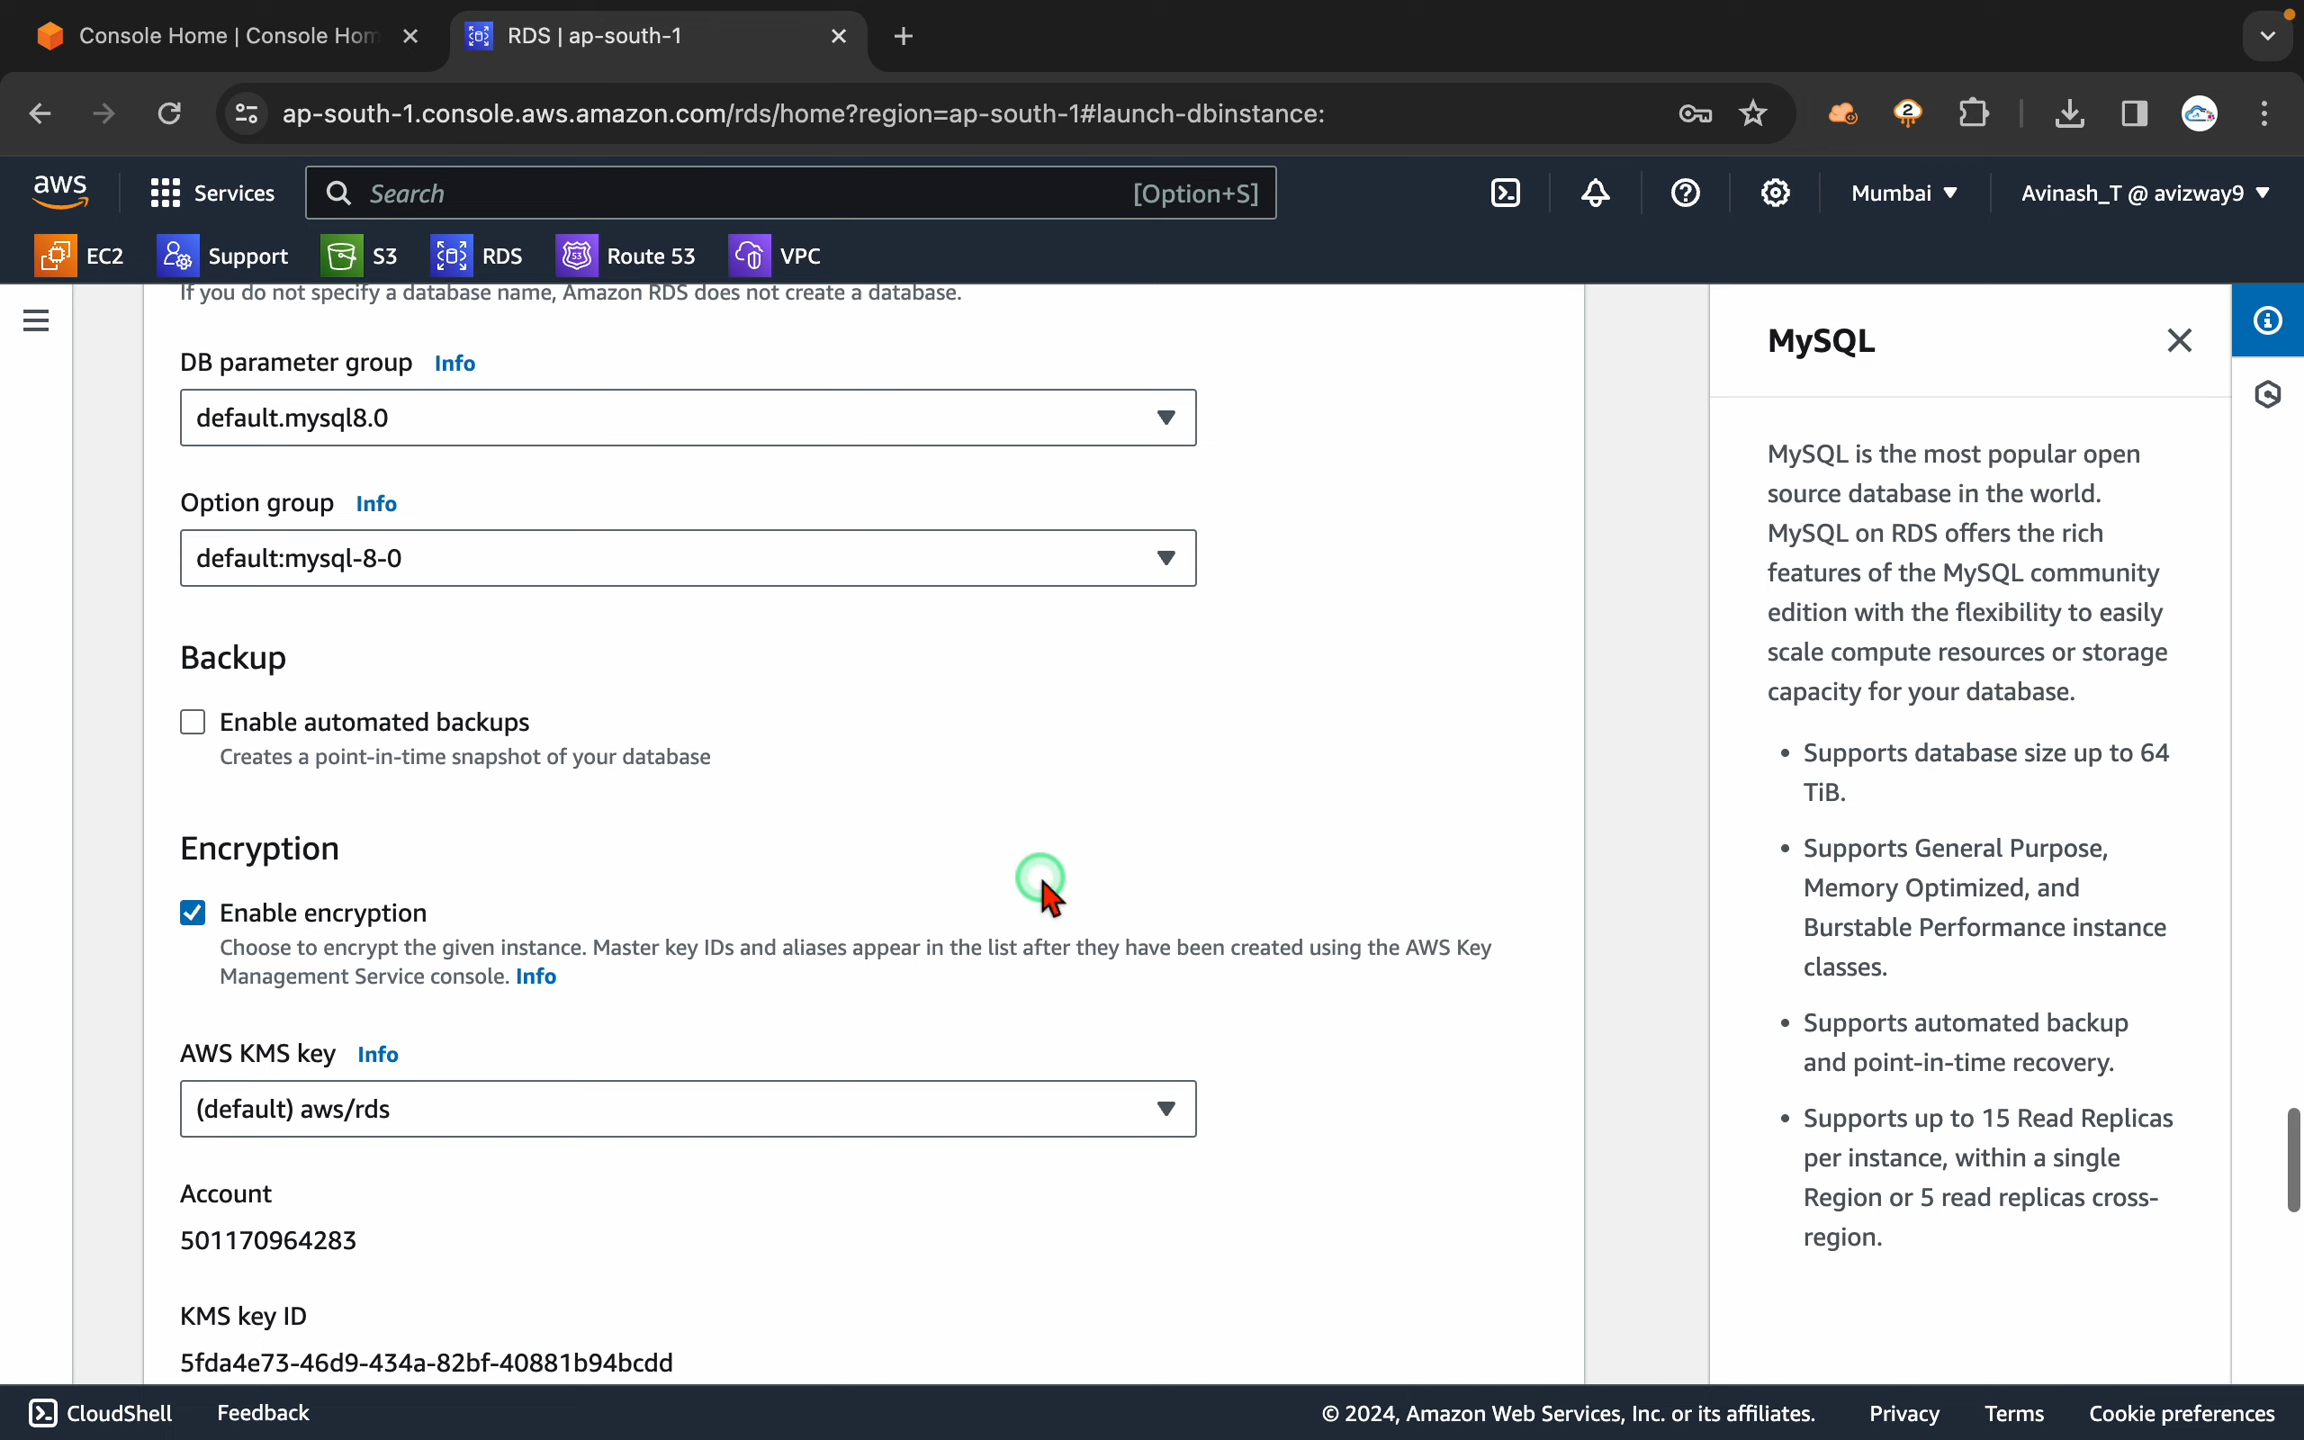 Console Home | Console Hom
RDS | ap-south-1
ap-south-1.console.aws.amazon.com/rds/home?region=ap-south-1#launch-dbinstance:
2
aws
Services
Search
[Option+S]
Mumbai
Avinash_T @ avizway9
EC2
Support
S3
RDS
53
Route 53
VPC
If you do not specify a database name, Amazon RDS does not create a database.
DB parameter group Info
default.mysql8.0
Option group Info
default:mysql-8-0
Backup
Enable automated backups
Creates a point-in-time snapshot of your database
Encryption
Enable encryption
Choose to encrypt the given instance. Master key IDs and aliases appear in the list after they have been created using the AWS Key
Management Service console. Info
AWS KMS key Info
(default) aws/rds
Account
501170964283
KMS key ID
5fda4e73-46d9-434a-82bf-40881b94bcdd
MySQL
MySQL is the most popular open
source database in the world.
MySQL on RDS offers the rich
features of the MySQL community
edition with the flexibility to easily
scale compute resources or storage
capacity for your database.
• Supports database size up to 64
TiB.
• Supports General Purpose,
Memory Optimized, and
Burstable Performance instance
classes.
• Supports automated backup
and point-in-time recovery.
• Supports up to 15 Read Replicas
per instance, within a single
Region or 5 read replicas cross-
region.
CloudShell
Feedback
© 2024, Amazon Web Services, Inc. or its affiliates.
Privacy
Terms
Cookie preferences